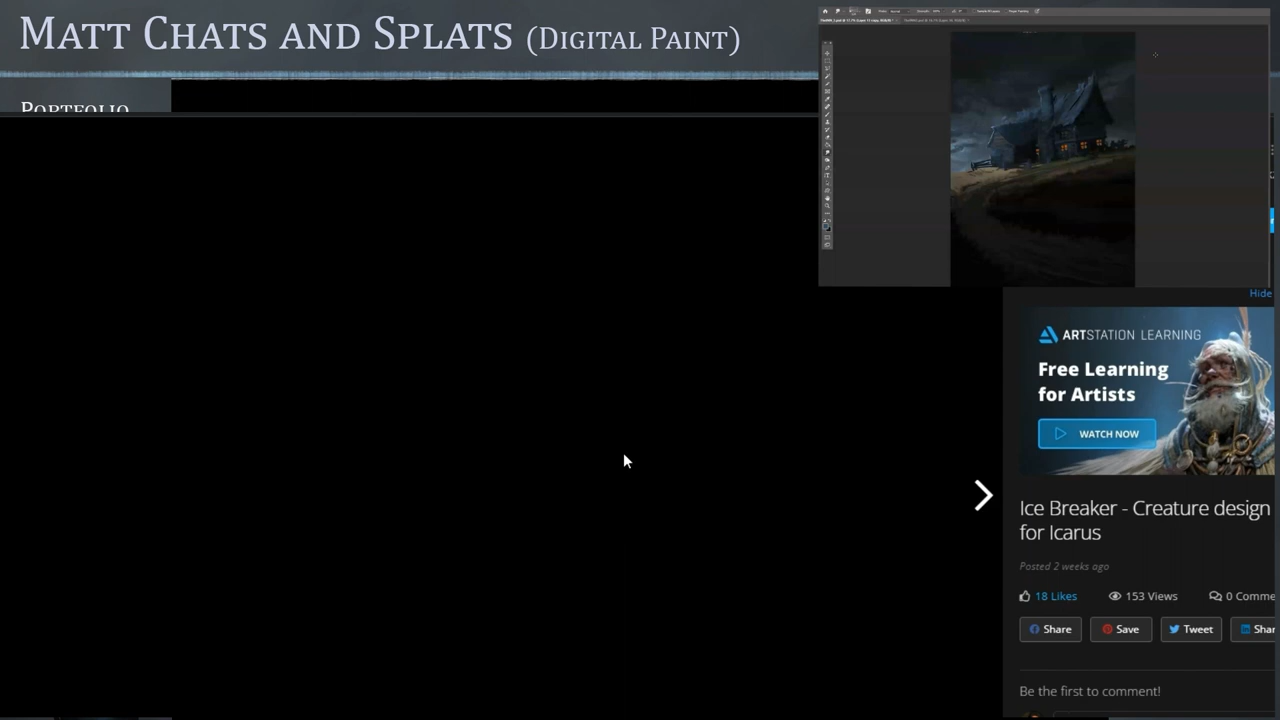 MATT CHATS AND SPLATS (DIGITAL PAINT)
PORTFOLIO
Hide
ARTSTATION LEARNING
Free Learning
for Artists
WATCH NOW
Ice Breaker - Creature design
for Icarus
Posted 2 weeks ago
18 Likes 153 Views 0 Comme
Share Save Tweet Shar
Be the first to comment!